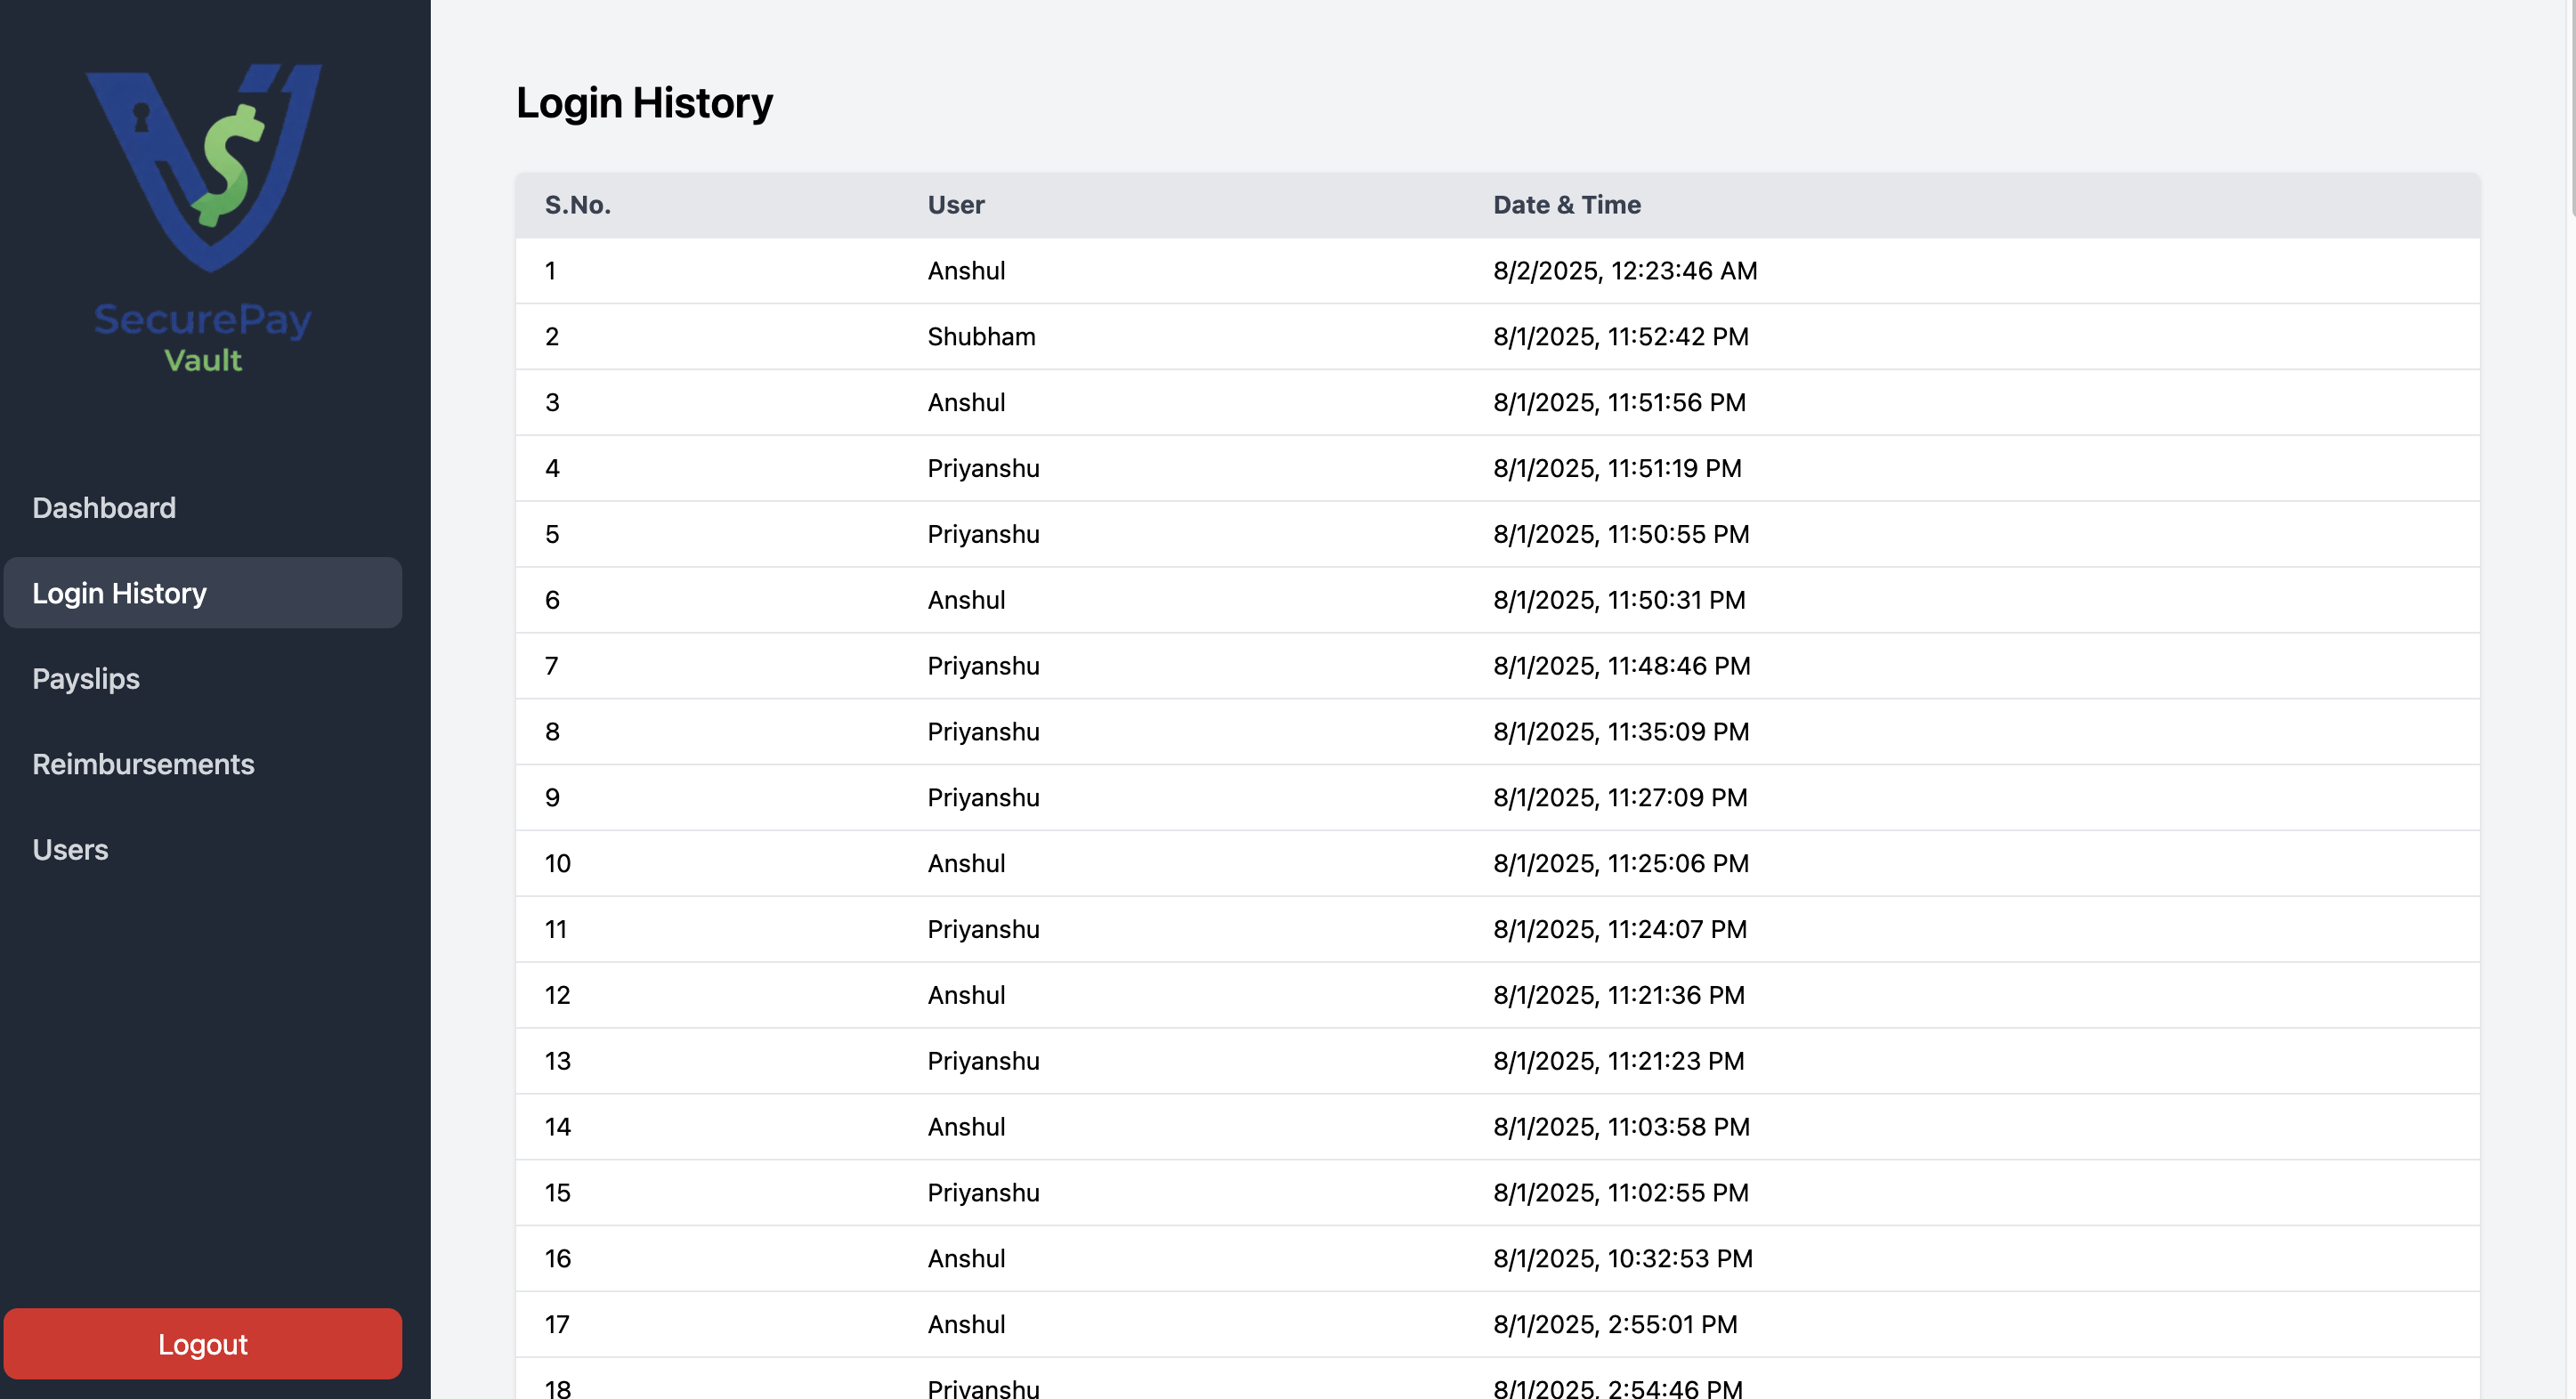 SecurePay
Vault
Dashboard
Login History
Payslips
Reimbursements
Users
Logout
Login History
S.No. User Date & Time
1 Anshul 8/2/2025, 12:23:46 AM
2 Shubham 8/1/2025, 11:52:42 PM
3 Anshul 8/1/2025, 11:51:56 PM
4 Priyanshu 8/1/2025, 11:51:19 PM
5 Priyanshu 8/1/2025, 11:50:55 PM
6 Anshul 8/1/2025, 11:50:31 PM
7 Priyanshu 8/1/2025, 11:48:46 PM
8 Priyanshu 8/1/2025, 11:35:09 PM
9 Priyanshu 8/1/2025, 11:27:09 PM
10 Anshul 8/1/2025, 11:25:06 PM
11 Priyanshu 8/1/2025, 11:24:07 PM
12 Anshul 8/1/2025, 11:21:36 PM
13 Priyanshu 8/1/2025, 11:21:23 PM
14 Anshul 8/1/2025, 11:03:58 PM
15 Priyanshu 8/1/2025, 11:02:55 PM
16 Anshul 8/1/2025, 10:32:53 PM
17 Anshul 8/1/2025, 2:55:01 PM
18 Priyanshu 8/1/2025, 2:54:46 PM